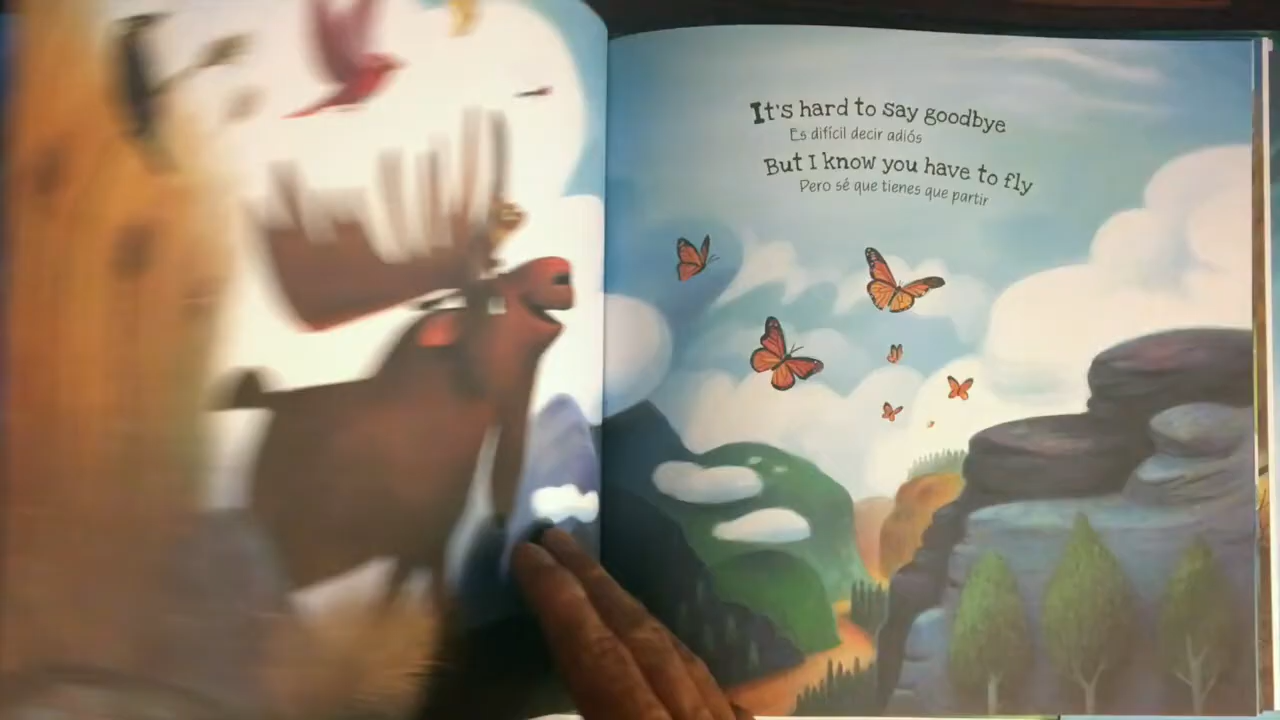 It's hard to say goodbye
Es difícil decir adiós
But I know you have to fly
Pero sé que tienes que partir